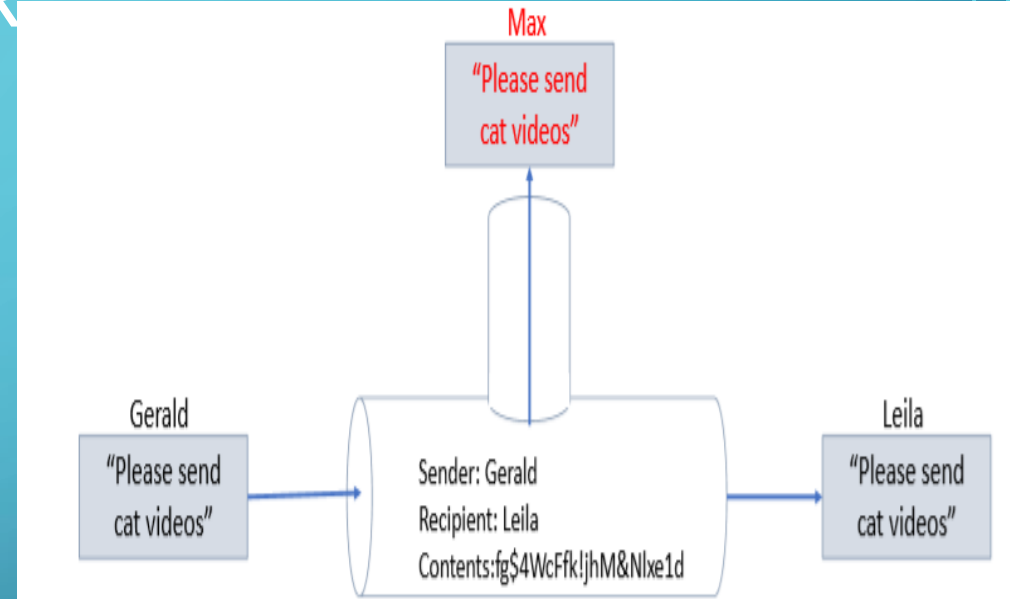 Max
“Please send
cat videos”
Gerald
“Please send
cat videos”
Sender: Gerald
Recipient: Leila
Contents:fg$4WcFfk!jhM&Nlxe1d
Leila
“Please send
cat videos”